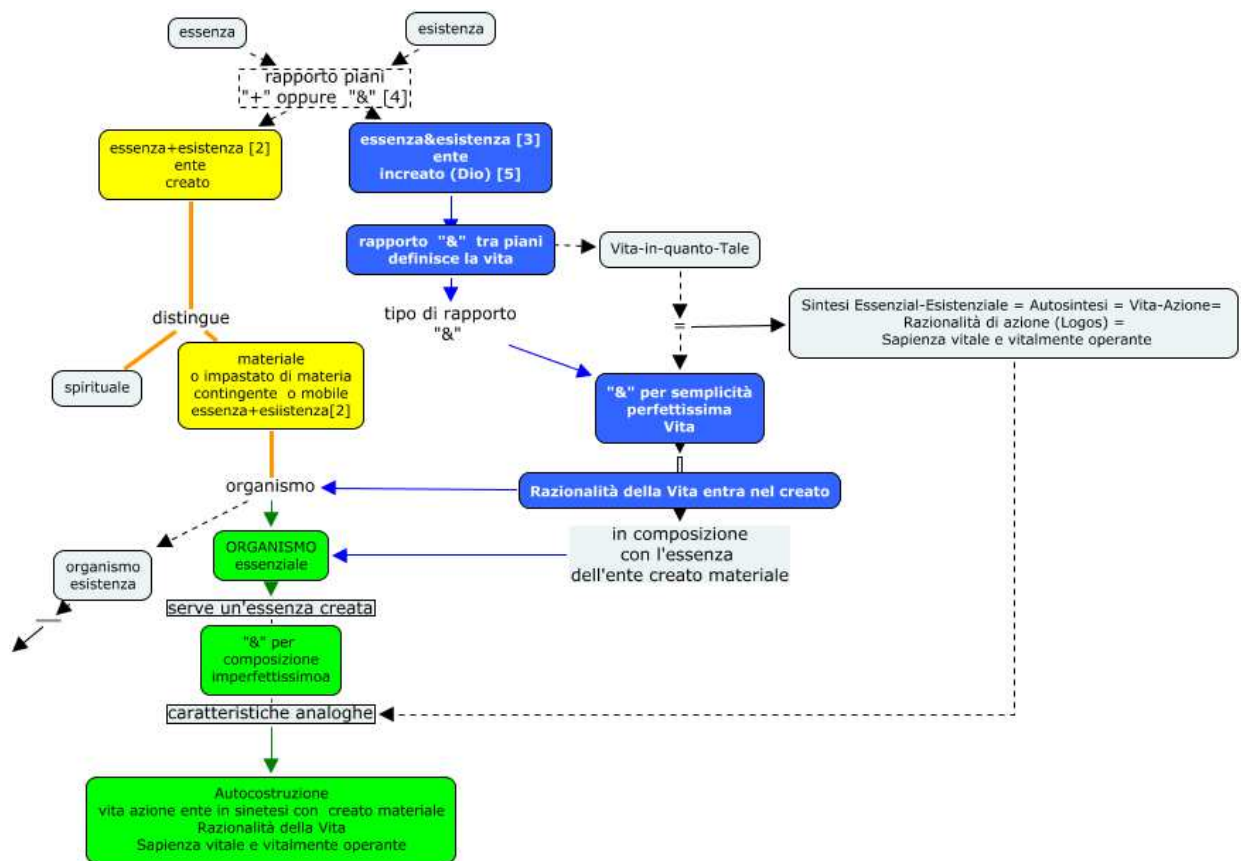 essenza
esistenza
rapporto piani
"+" oppure "&" [4]
essenza+esistenza [2]
ente
creato
essenza&esistenza [3]
ente
increato (Dio) [5]
rapporto "&" tra piani
definisce la vita
Vita-in-quanto-Tale
tipo di rapporto
"&"
=
Sintesi Essenzial-Esistenziale = Autosintesi = Vita-Azione=
Razionalità di azione (Logos) =
Sapienza vitale e vitalmente operante
distingue
spirituale
materiale
o impastato di materia
contingente o mobile
essenza+esiistenza[2]
"&" per semplicità
perfettissima
Vita
organismo
Razionalità della Vita entra nel creato
organismo
esistenza
ORGANISMO
essenziale
in composizione
con l'essenza
dell'ente creato materiale
serve un'essenza creata
"&" per
composizione
imperfettissimoa
caratteristiche analoghe
Autocostruzione
vita azione ente in sinetesi con creato materiale
Razionalità della Vita
Sapienza vitale e vitalmente operante